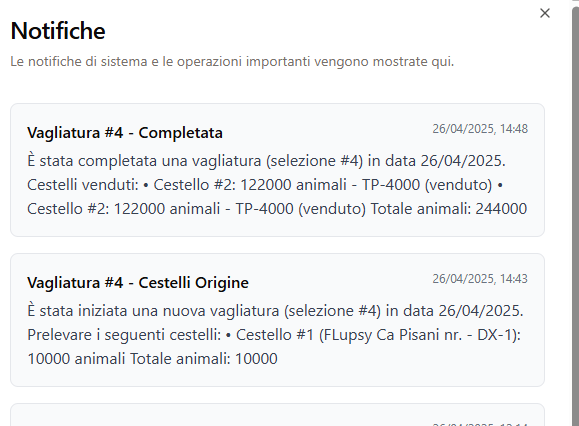 Notifiche
Le notifiche di sistema e le operazioni importanti vengono mostrate qui.
Vagliatura #4 - Completata
26/04/2025, 14:48
È stata completata una vagliatura (selezione #4) in data 26/04/2025.
Cestelli venduti: • Cestello #2: 122000 animali - TP-4000 (venduto) •
Cestello #2: 122000 animali - TP-4000 (venduto) Totale animali: 244000
Vagliatura #4 - Cestelli Origine
26/04/2025, 14:43
È stata iniziata una nuova vagliatura (selezione #4) in data 26/04/2025.
Prelevare i seguenti cestelli: • Cestello #1 (FLupsy Ca Pisani nr. - DX-1):
10000 animali Totale animali: 10000